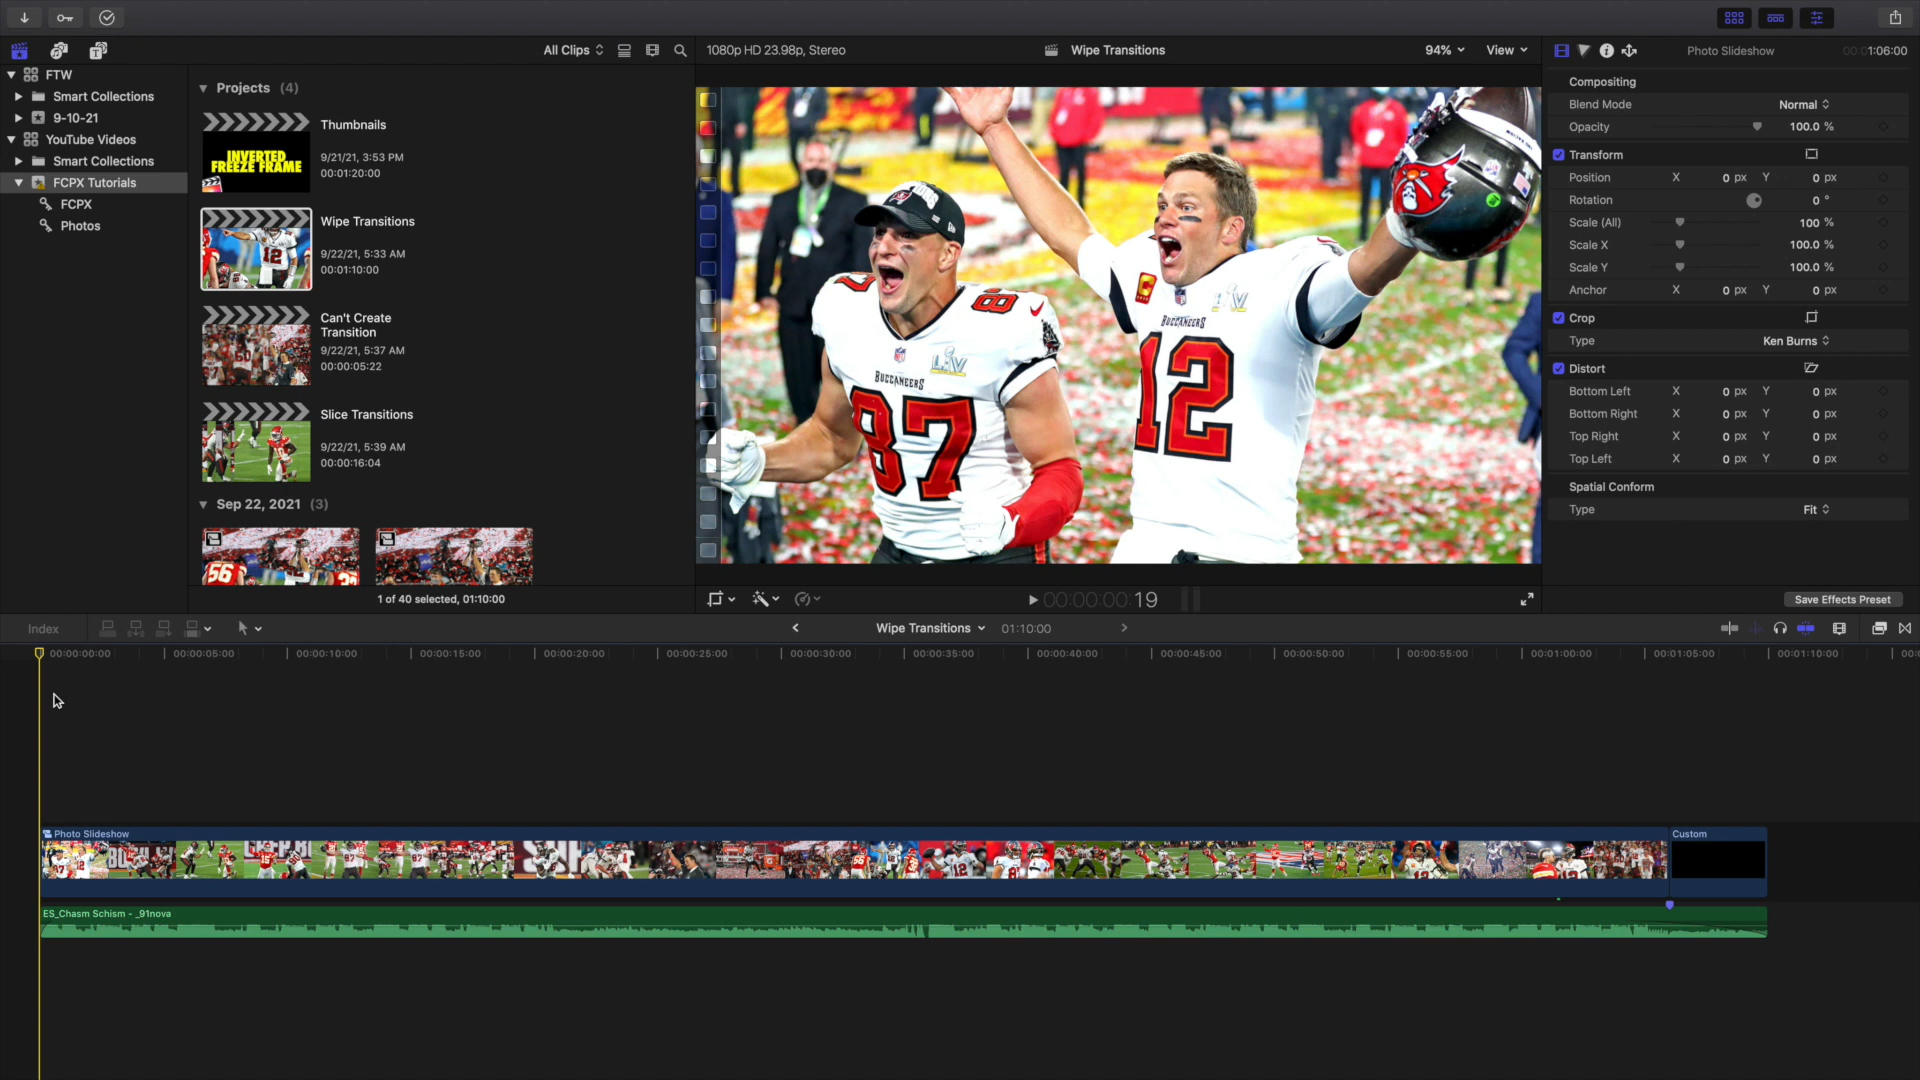 All Clips
1080p HD 23.98p, Stereo
Wipe Transitions
94%
View
Photo Slideshow
00:01:06:00
FTW
Smart Collections
9-10-21
YouTube Videos
Smart Collections
FCPX Tutorials
FCPX
Photos
Projects (4)
INVERTED
FREEZE FRAME
Thumbnails
9/21/21, 3:53 PM
00:01:20:00
Wipe Transitions
9/22/21, 5:33 AM
00:01:10:00
Can't Create
Transition
9/22/21, 5:37 AM
00:00:05:22
Slice Transitions
9/22/21, 5:39 AM
00:00:16:04
Sep 22, 2021 (3)
56
1 of 40 selected, 01:10:00
LV
BUCCANEERS
87
LV
BUCCANEERS
12
Compositing
Blend Mode Normal
Opacity 100.0 %
Transform
Position X 0 px Y 0 px
Rotation 0 °
Scale (All) 100 %
Scale X 100.0 %
Scale Y 100.0 %
Anchor X 0 px Y 0 px
Crop
Type Ken Burns
Distort
Bottom Left X 0 px Y 0 px
Bottom Right X 0 px Y 0 px
Top Right X 0 px Y 0 px
Top Left X 0 px Y 0 px
Spatial Conform
Type Fit
Save Effects Preset
00:00:00:19
Index
Wipe Transitions
01:10:00
00:00:00:00 00:00:05:00 00:00:10:00 00:00:15:00 00:00:20:00 00:00:25:00 00:00:30:00 00:00:35:00 00:00:40:00 00:00:45:00 00:00:50:00 00:00:55:00 00:01:00:00 00:01:05:00 00:01:10:00
Photo Slideshow
Custom
ES_Chasm Schism - _91nova